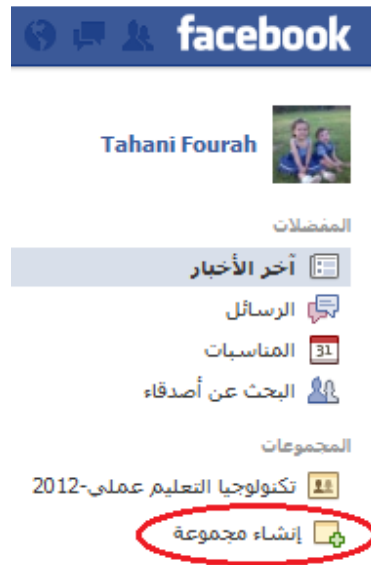 facebook
Tahani Fourah
المفضلات
آخر الأخبار
الرسائل
31 المناسبات
البحث عن أصدقاء
المجموعات
تكنولوجيا التعليم عملي-2012
إنشاء مجموعة